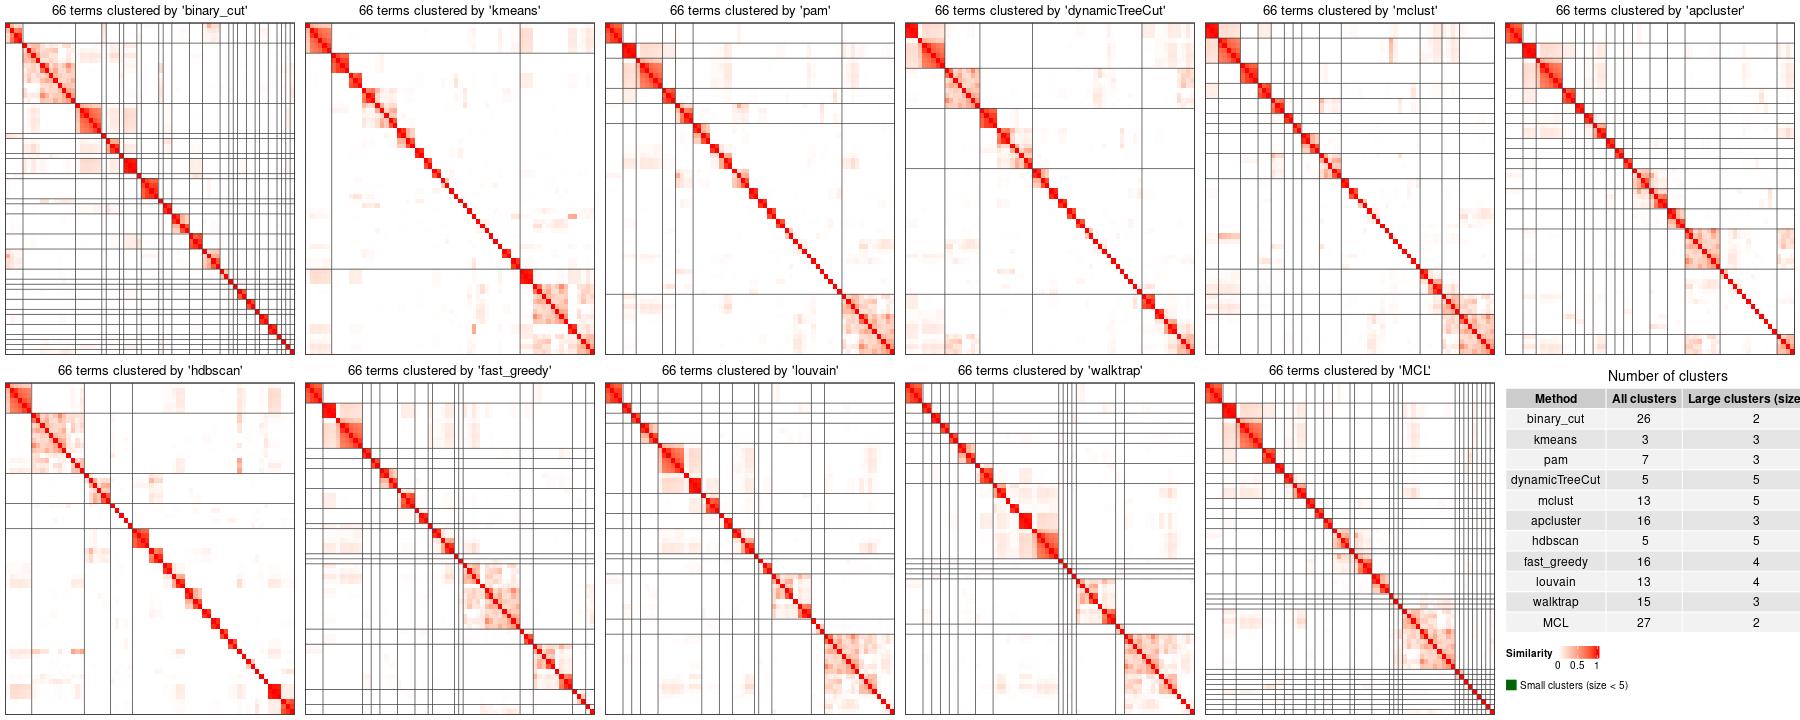 66 terms clustered by 'binary_cut'
66 terms clustered by 'kmeans'
66 terms clustered by 'pam'
66 terms clustered by 'dynamicTreeCut'
66 terms clustered by 'mclust'
66 terms clustered by 'apcluster'
66 terms clustered by 'hdbscan'
66 terms clustered by 'fast_greedy'
66 terms clustered by 'louvain'
66 terms clustered by 'walktrap'
66 terms clustered by 'MCL'
Number of clusters
Method All clusters Large clusters (size
binary_cut 26 2
kmeans 3 3
pam 7 3
dynamicTreeCut 5 5
mclust 13 5
apcluster 16 3
hdbscan 5 5
fast_greedy 16 4
louvain 13 4
walktrap 15 3
MCL 27 2
Similarity
0 0.5 1
Small clusters (size < 5)